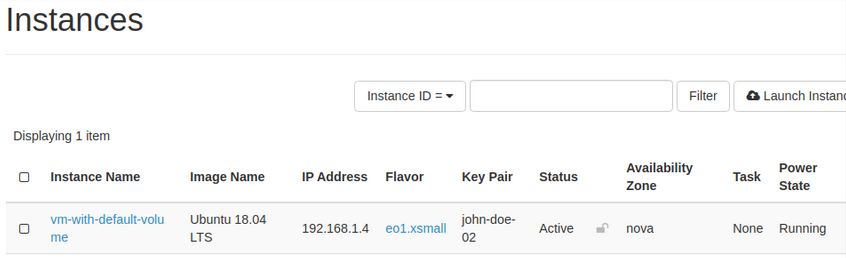 Instances
Instance ID = Filter Launch Instanc
Displaying 1 item
Instance Name Image Name IP Address Flavor Key Pair Status Availability Zone Task Power State
vm-with-default-volu
me Ubuntu 18.04 LTS 192.168.1.4 eo1.xsmall john-doe-02 Active nova None Running